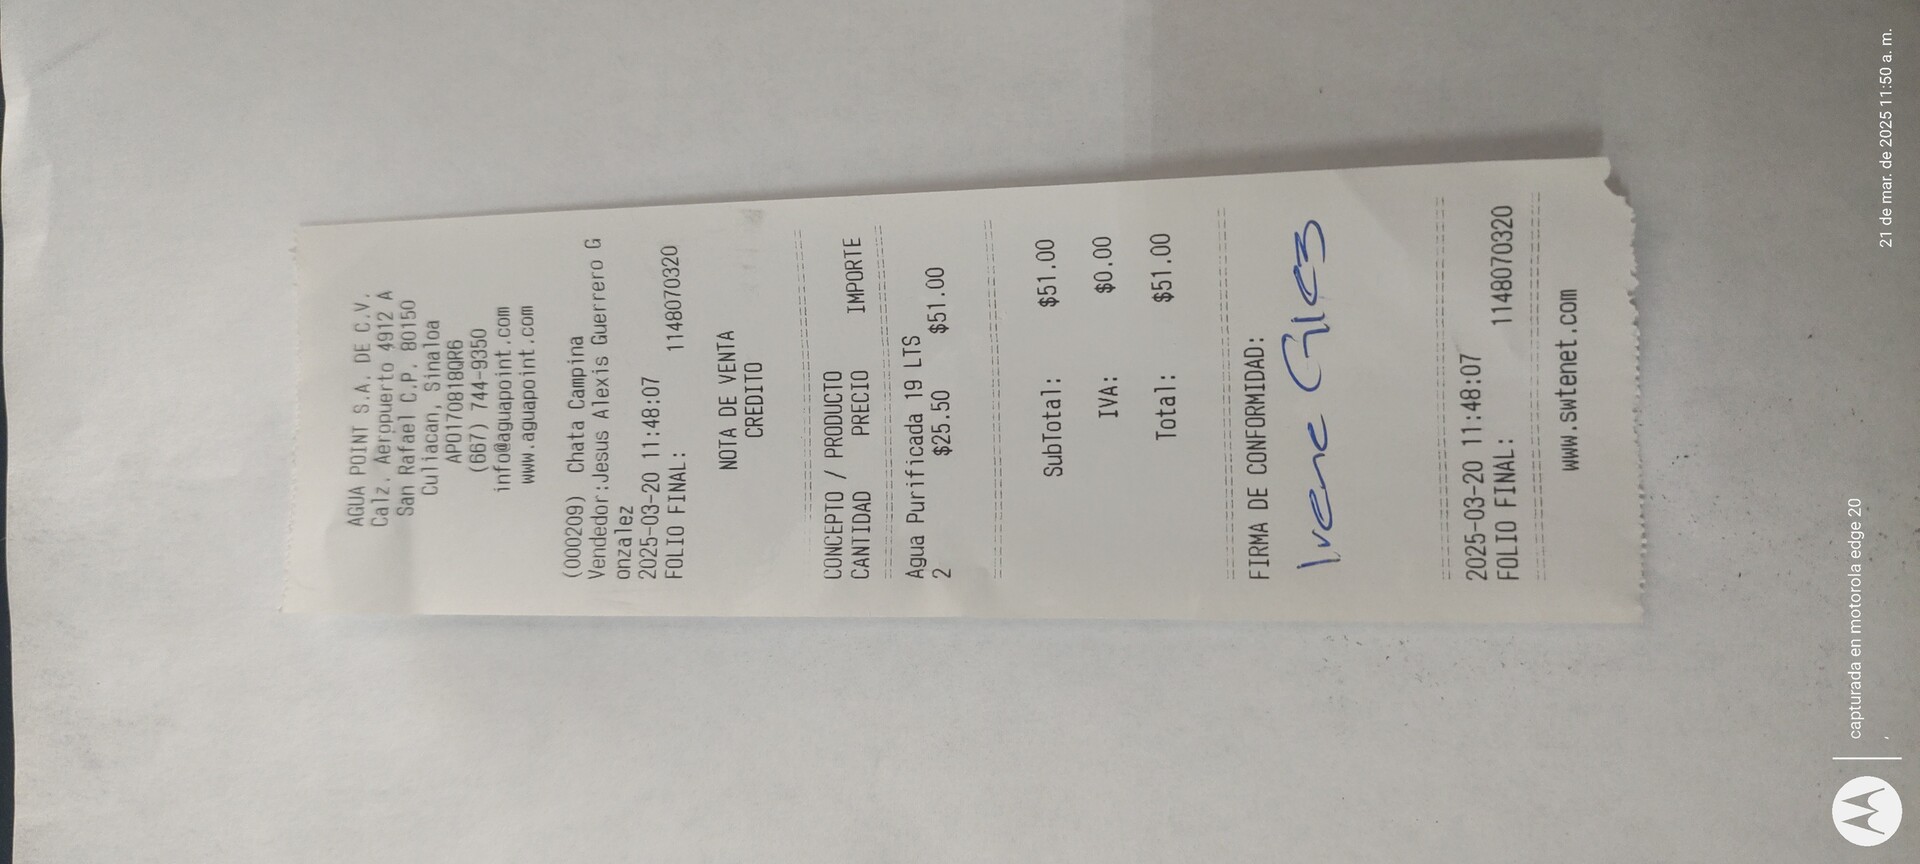 AGUA POINT S.A. DE C.V.
Calz. Aeropuerto 4912 A
San Rafael C.P. 80150
Culiacan, Sinaloa
APO170818QR6
(667) 744-9350
info@aguapoint.com
www.aguapoint.com
(000209) Chata Campina
Vendedor:Jesus Alexis Guerrero G
onzalez
2025-03-20 11:48:07
FOLIO FINAL: 1148070320
NOTA DE VENTA
CREDITO
CONCEPTO / PRODUCTO
CANTIDAD PRECIO IMPORTE
Agua Purificada 19 LTS
2 $25.50 $51.00
SubTotal: $51.00
IVA: $0.00
Total: $51.00
FIRMA DE CONFORMIDAD:
Irene Glez
2025-03-20 11:48:07
FOLIO FINAL: 1148070320
www.swtenet.com
capturada en motorola edge 20
21 de mar. de 2025 11:50 a. m.